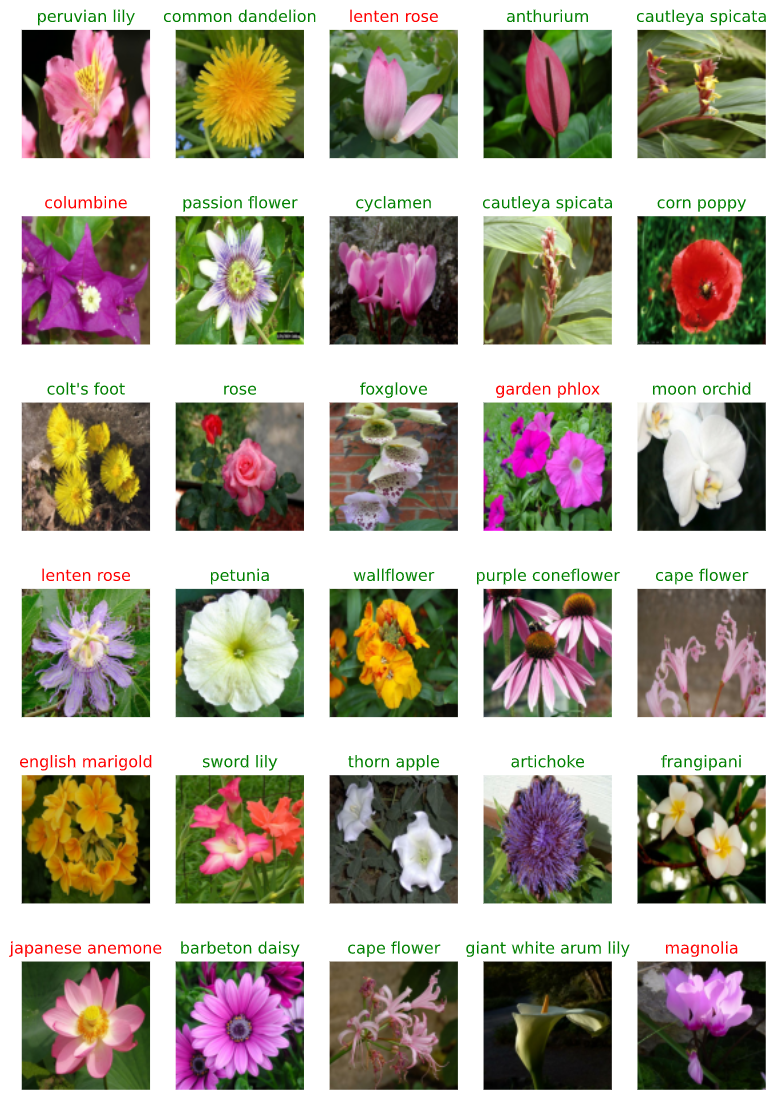 peruvian lily
common dandelion
lenten rose
anthurium
cautleya spicata
columbine
passion flower
cyclamen
cautleya spicata
corn poppy
colt's foot
rose
foxglove
garden phlox
moon orchid
lenten rose
petunia
wallflower
purple coneflower
cape flower
english marigold
sword lily
thorn apple
artichoke
frangipani
japanese anemone
barbeton daisy
cape flower
giant white arum lily
magnolia